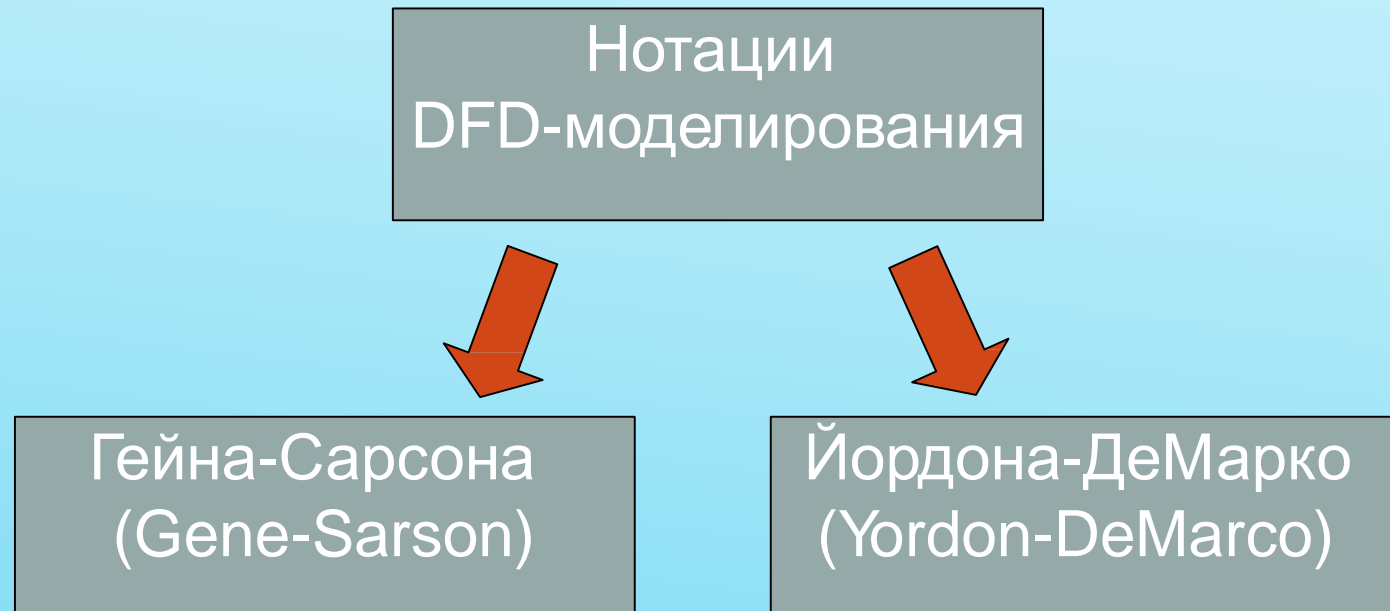 Нотации
DFD-моделирования
Гейна-Сарсона
(Gene-Sarson)
Йордона-ДеМарко
(Yordon-DeMarco)